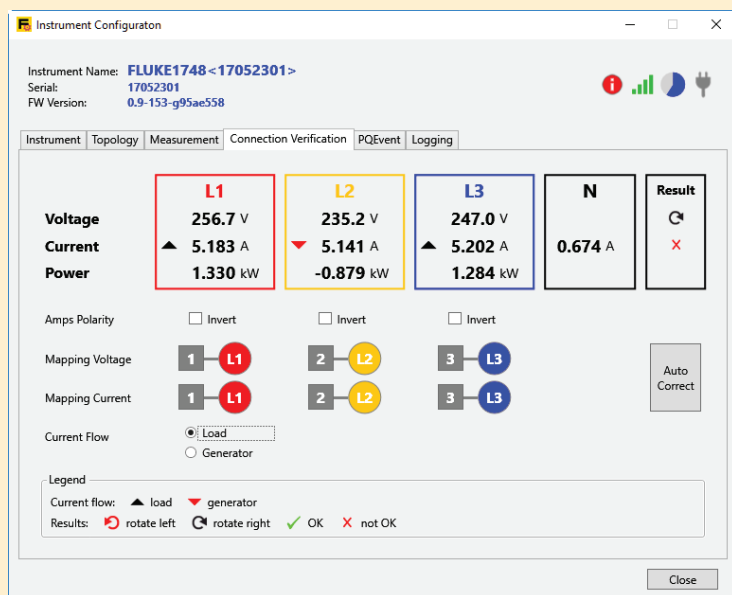 Instrument Configuraton
Instrument Name: FLUKE1748<17052301>
Serial: 17052301
FW Version: 0.9-153-g95ae558
Instrument Topology Measurement Connection Verification PQEvent Logging
L1 L2 L3 N Result
Voltage 256.7 V 235.2 V 247.0 V
Current 5.183 A 5.141 A 5.202 A 0.674 A
Power 1.330 kW -0.879 kW 1.284 kW
Amps Polarity Invert Invert Invert
Mapping Voltage 1 L1 2 L2 3 L3
Auto Correct
Mapping Current 1 L1 2 L2 3 L3
Current Flow Load
Generator
Legend
Current flow: load generator
Results: rotate left rotate right OK not OK
Close